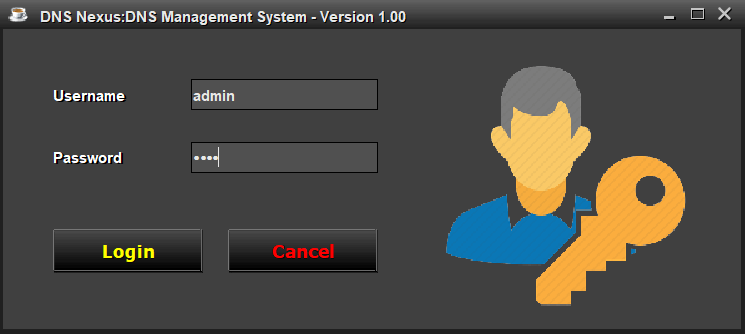 DNS Nexus:DNS Management System - Version 1.00
Username
admin
Password
••••
Login
Cancel